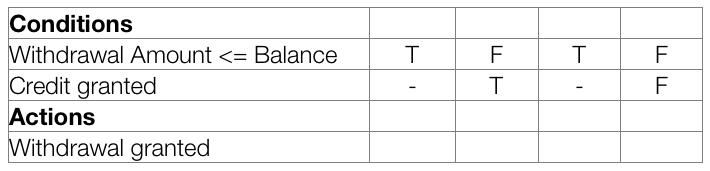 Conditions
Withdrawal Amount <= Balance T F T F
Credit granted - T - F
Actions
Withdrawal granted